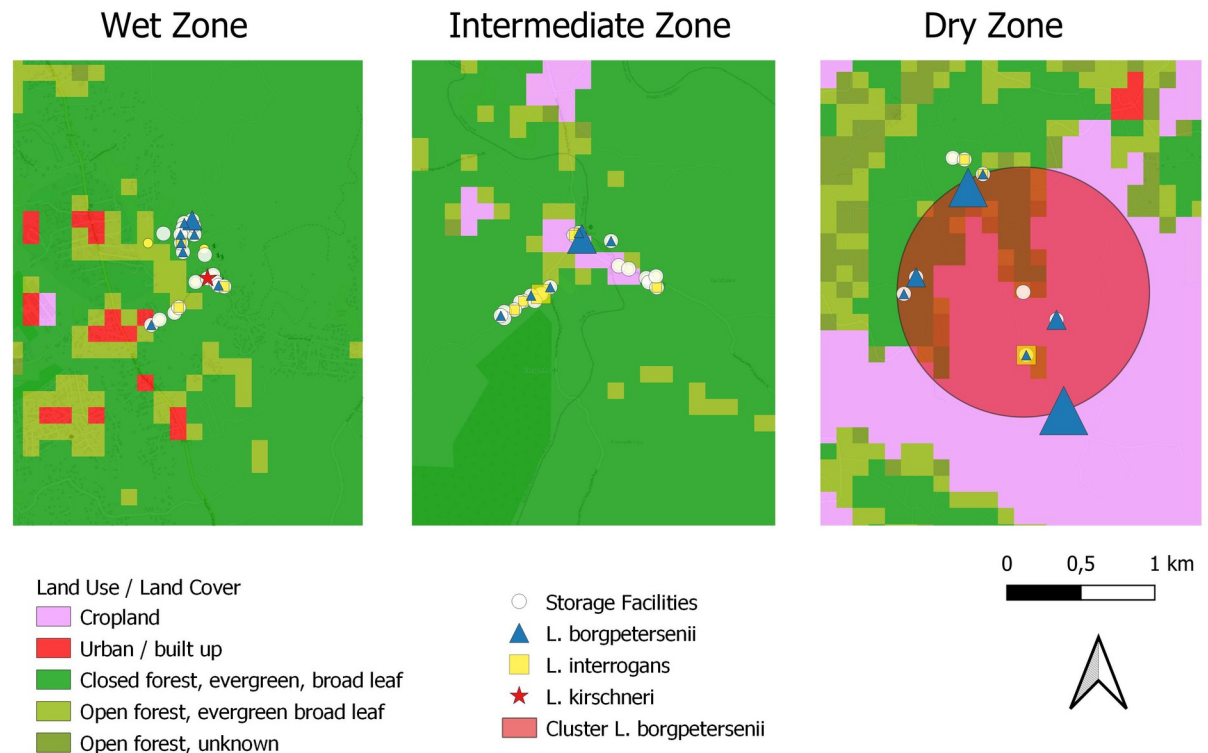 Wet Zone
Intermediate Zone
Dry Zone
0 0,5 1 km
Land Use / Land Cover
Cropland
Urban / built up
Closed forest, evergreen, broad leaf
Open forest, evergreen broad leaf
Open forest, unknown
Storage Facilities
L. borgpetersenii
L. interrogans
L. kirschneri
Cluster L. borgpetersenii